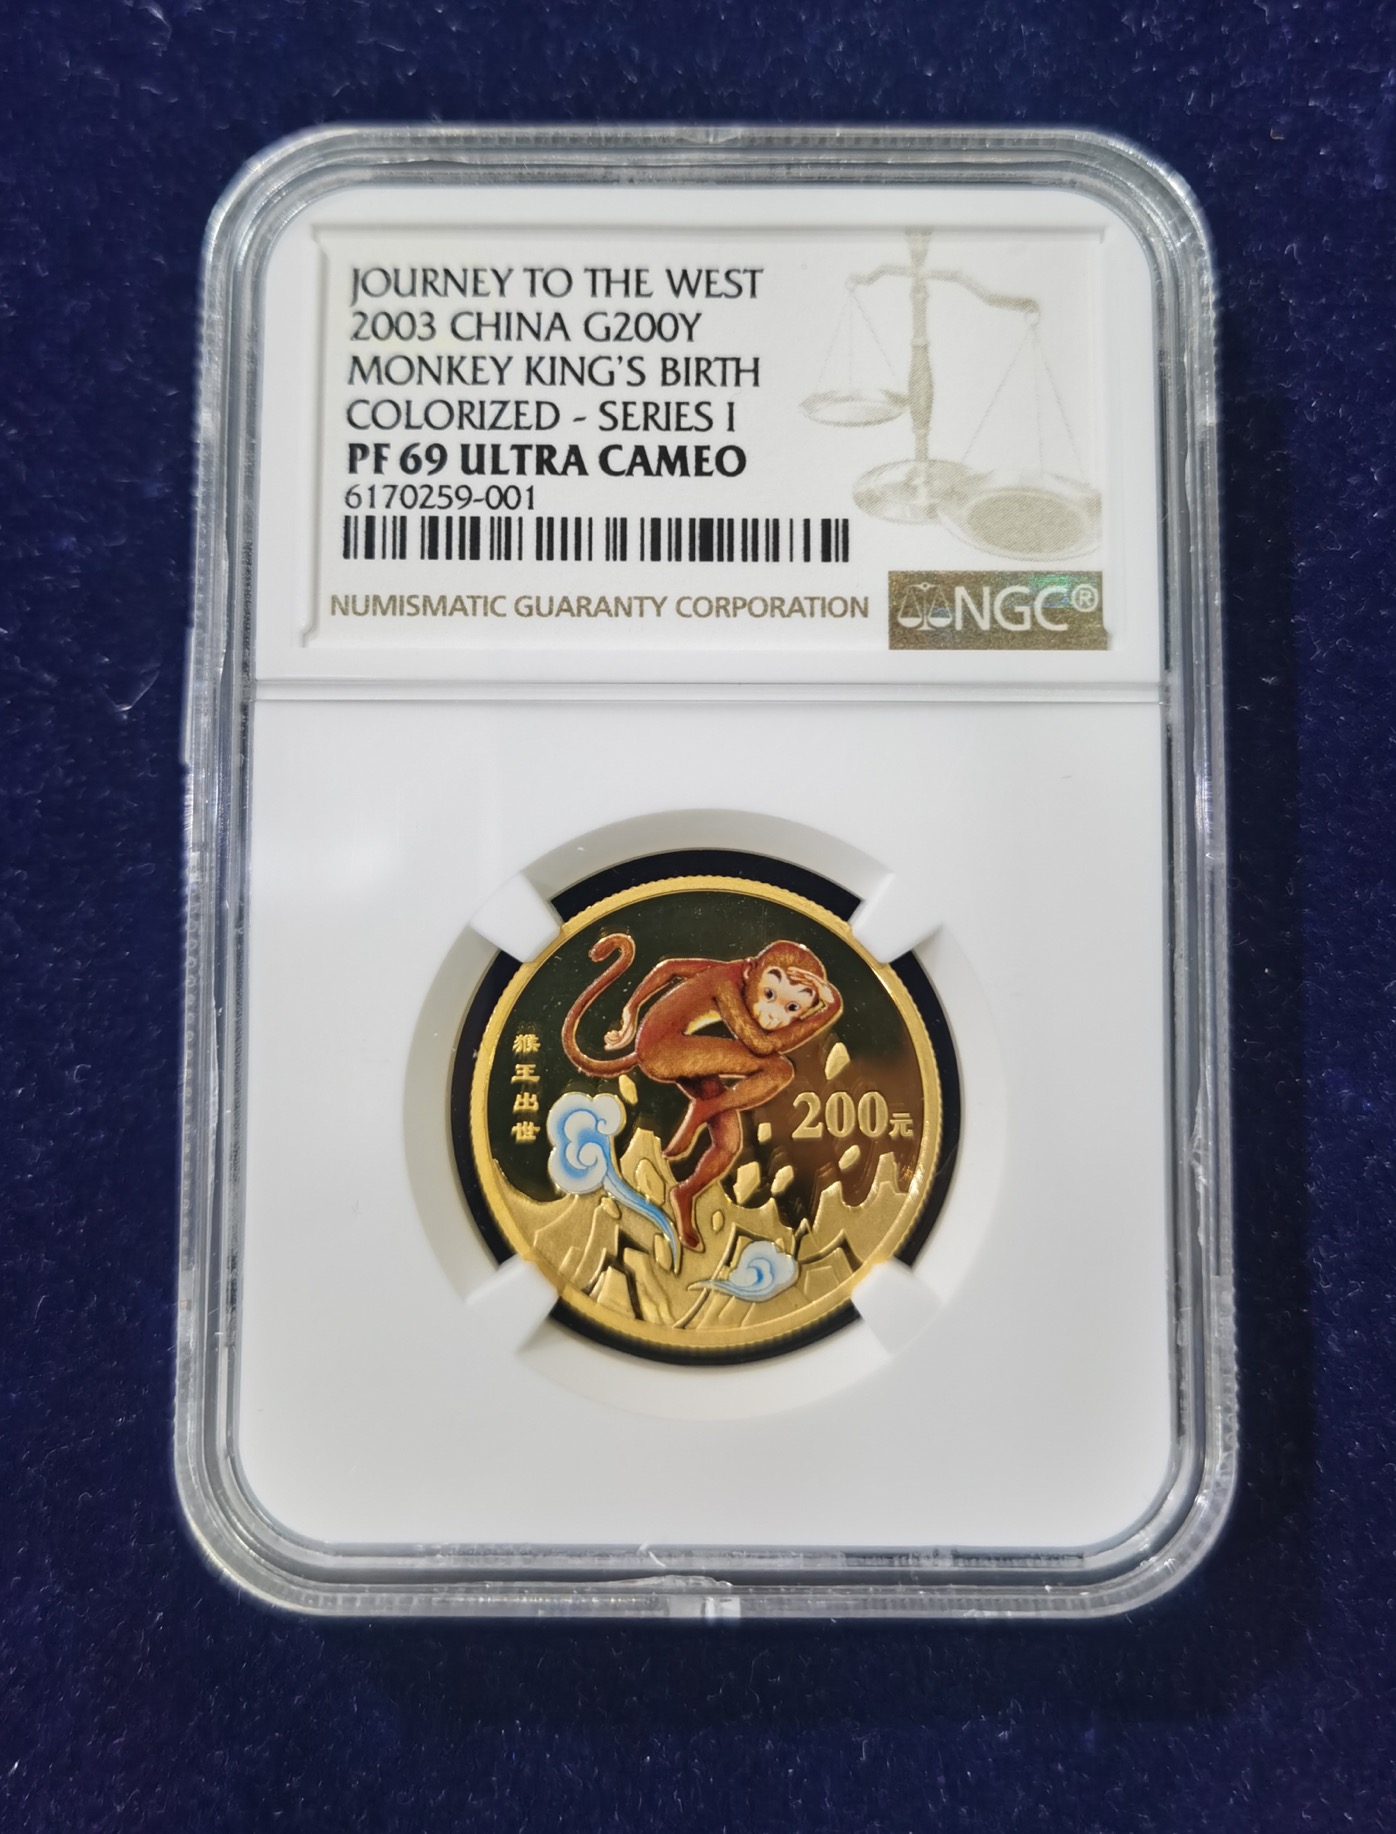 JOURNEY TO THE WEST
2003 CHINA G200Y
MONKEY KING'S BIRTH
COLORIZED - SERIES I
PF 69 ULTRA CAMEO
6170259-001
NUMISMATIC GUARANTY CORPORATION
NGC®
猴王出世
200元